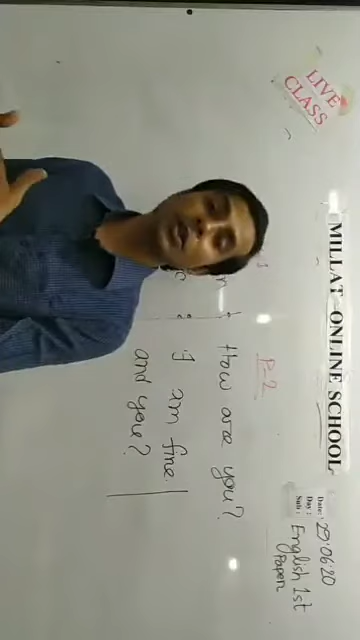 LIVE
CLASS
MILLAT ONLINE SCHOOL
Date: 29.06.20
Day:
Sub: English 1st
Paper
P-2
How are you?
: I am fine
and you?